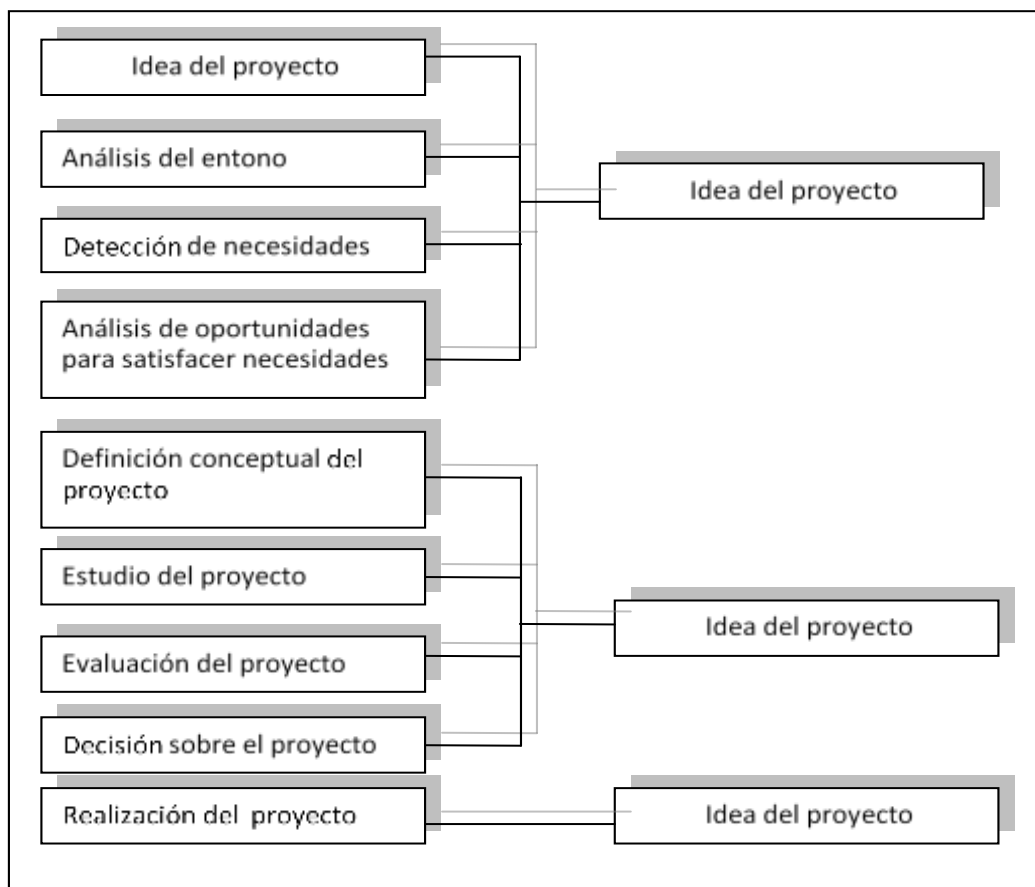 Idea del proyecto
Análisis del entono
Detección de necesidades
Análisis de oportunidades
para satisfacer necesidades
Idea del proyecto
Definición conceptual del
proyecto
Estudio del proyecto
Evaluación del proyecto
Decisión sobre el proyecto
Idea del proyecto
Realización del proyecto
Idea del proyecto